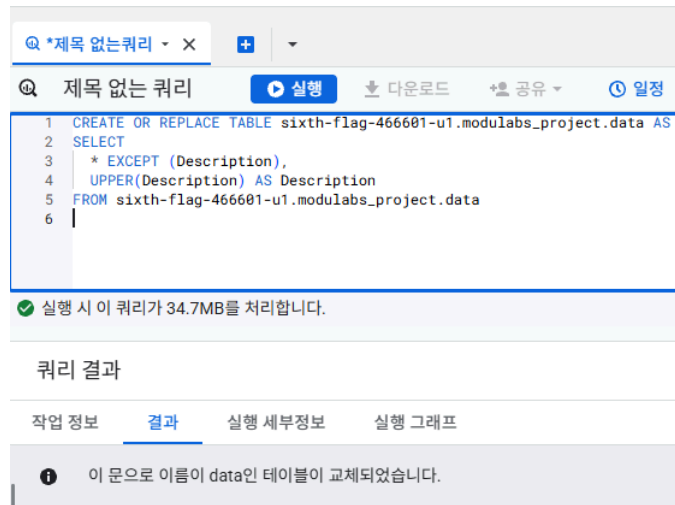 *제목 없는쿼리
제목 없는 쿼리 실행 다운로드 공유 일정
1 CREATE OR REPLACE TABLE sixth-flag-466601-u1.modulabs_project.data AS
2 SELECT
3 * EXCEPT (Description),
4 UPPER(Description) AS Description
5 FROM sixth-flag-466601-u1.modulabs_project.data
6
실행 시 이 쿼리가 34.7MB를 처리합니다.
쿼리 결과
작업 정보 결과 실행 세부정보 실행 그래프
이 문으로 이름이 data인 테이블이 교체되었습니다.